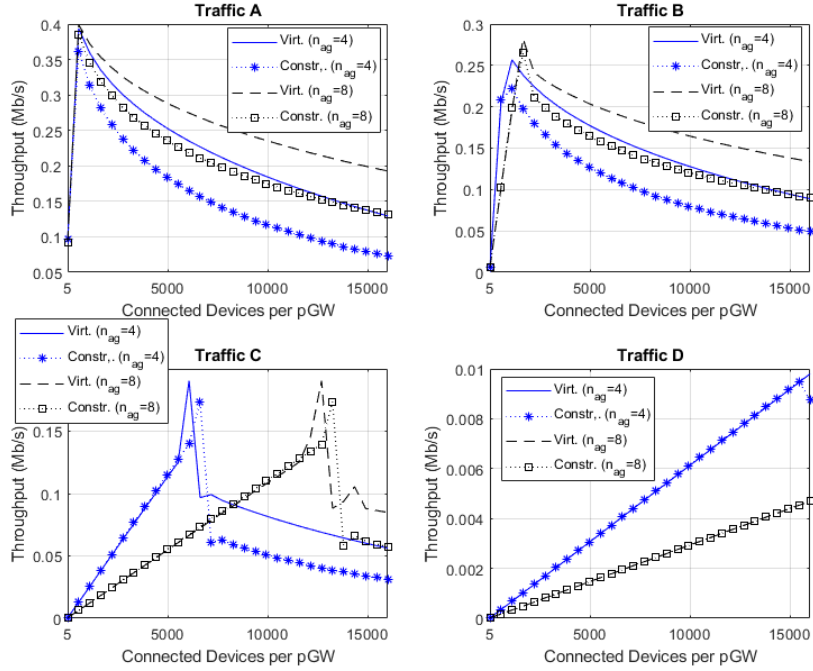 Traffic A
Throughput (Mb/s)
0.4
0.35
0.3
0.25
0.2
0.15
0.1
0.05
Virt. (n_ag=4)
Constr,. (n_ag=4)
Virt. (n_ag=8)
Constr. (n_ag=8)
5 5000 10000 15000
Connected Devices per pGW
Traffic B
Throughput (Mb/s)
0.3
0.25
0.2
0.15
0.1
0.05
0
Virt. (n_ag=4)
Constr,. (n_ag=4)
Virt. (n_ag=8)
Constr. (n_ag=8)
5 5000 10000 15000
Connected Devices per pGW
Traffic C
Throughput (Mb/s)
0.15
0.1
0.05
0
Virt. (n_ag=4)
Constr,. (n_ag=4)
Virt. (n_ag=8)
Constr. (n_ag=8)
5 5000 10000 15000
Connected Devices per pGW
Traffic D
Throughput (Mb/s)
0.01
0.008
0.006
0.004
0.002
0
Virt. (n_ag=4)
Constr,. (n_ag=4)
Virt. (n_ag=8)
Constr. (n_ag=8)
5 5000 10000 15000
Connected Devices per pGW